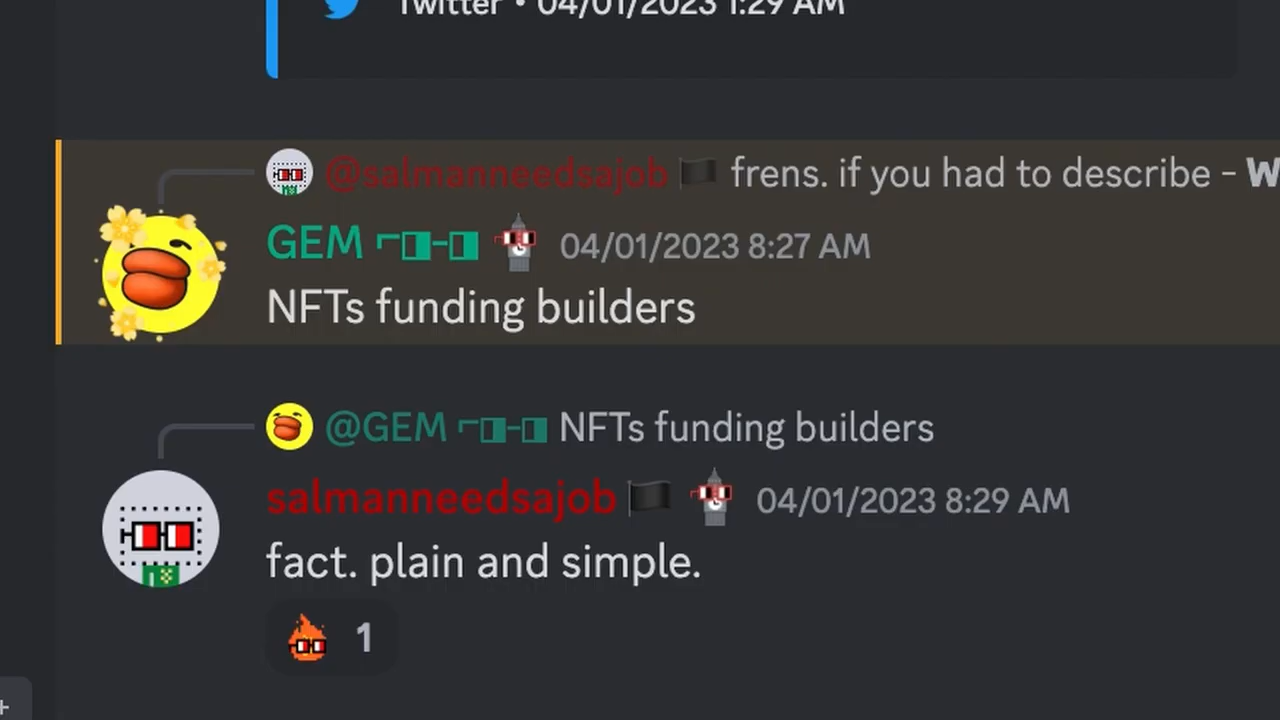 Twitter • 04/01/2023 1:29 AM
@salmanneedsajob 🏴 frens. if you had to describe - W
GEM ⌐◨-◨ 04/01/2023 8:27 AM
NFTs funding builders
@GEM ⌐◨-◨ NFTs funding builders
salmanneedsajob 🏴 04/01/2023 8:29 AM
fact. plain and simple.
1